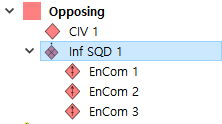 Opposing
CIV 1
Inf SQD 1
EnCom 1
EnCom 2
EnCom 3